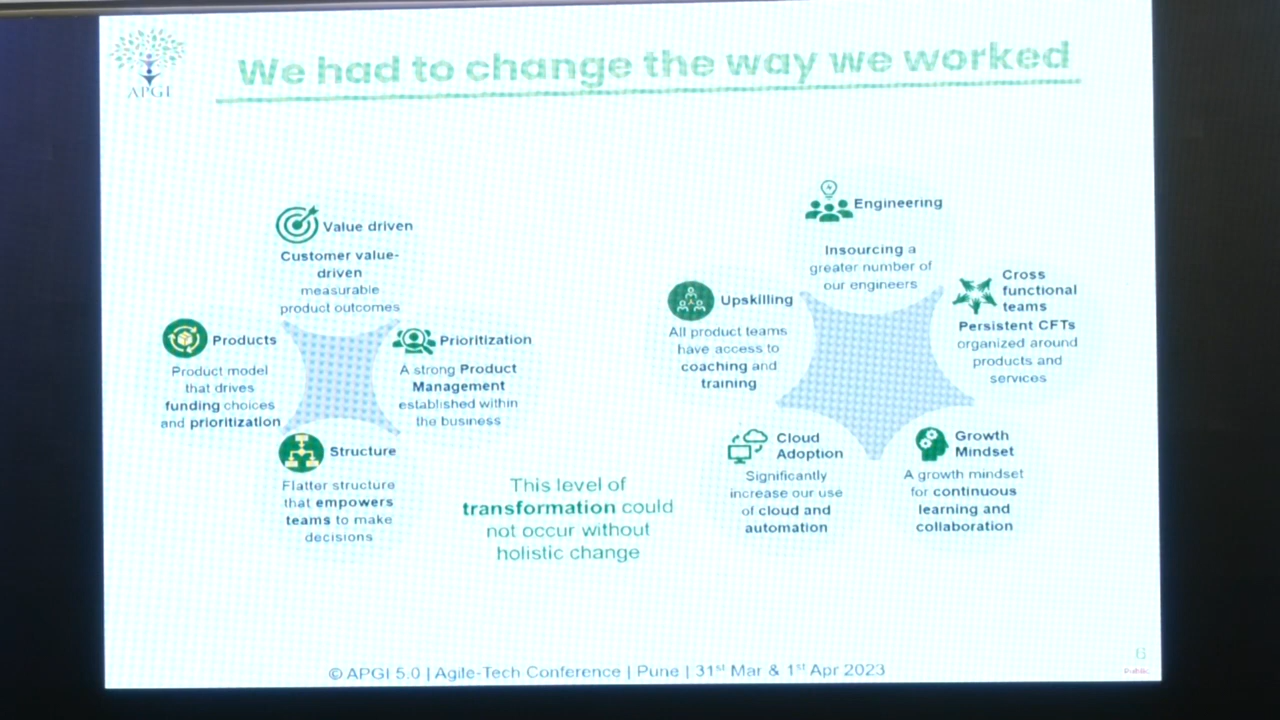 APGI
We had to change the way we worked
Value driven
Customer value-
driven
measurable
product outcomes
Products
Product model
that drives
funding choices
and prioritization
Prioritization
A strong Product
Management
established within
the business
Structure
Flatter structure
that empowers
teams to make
decisions
This level of
transformation could
not occur without
holistic change
Engineering
Insourcing a
greater number of
our engineers
Upskilling
All product teams
have access to
coaching and
training
Cross
functional
teams
Persistent CFTs
organized around
products and
services
Cloud
Adoption
Significantly
increase our use
of cloud and
automation
Growth
Mindset
A growth mindset
for continuous
learning and
collaboration
© APGI 5.0 | Agile-Tech Conference | Pune | 31st Mar & 1st Apr 2023
6
Public